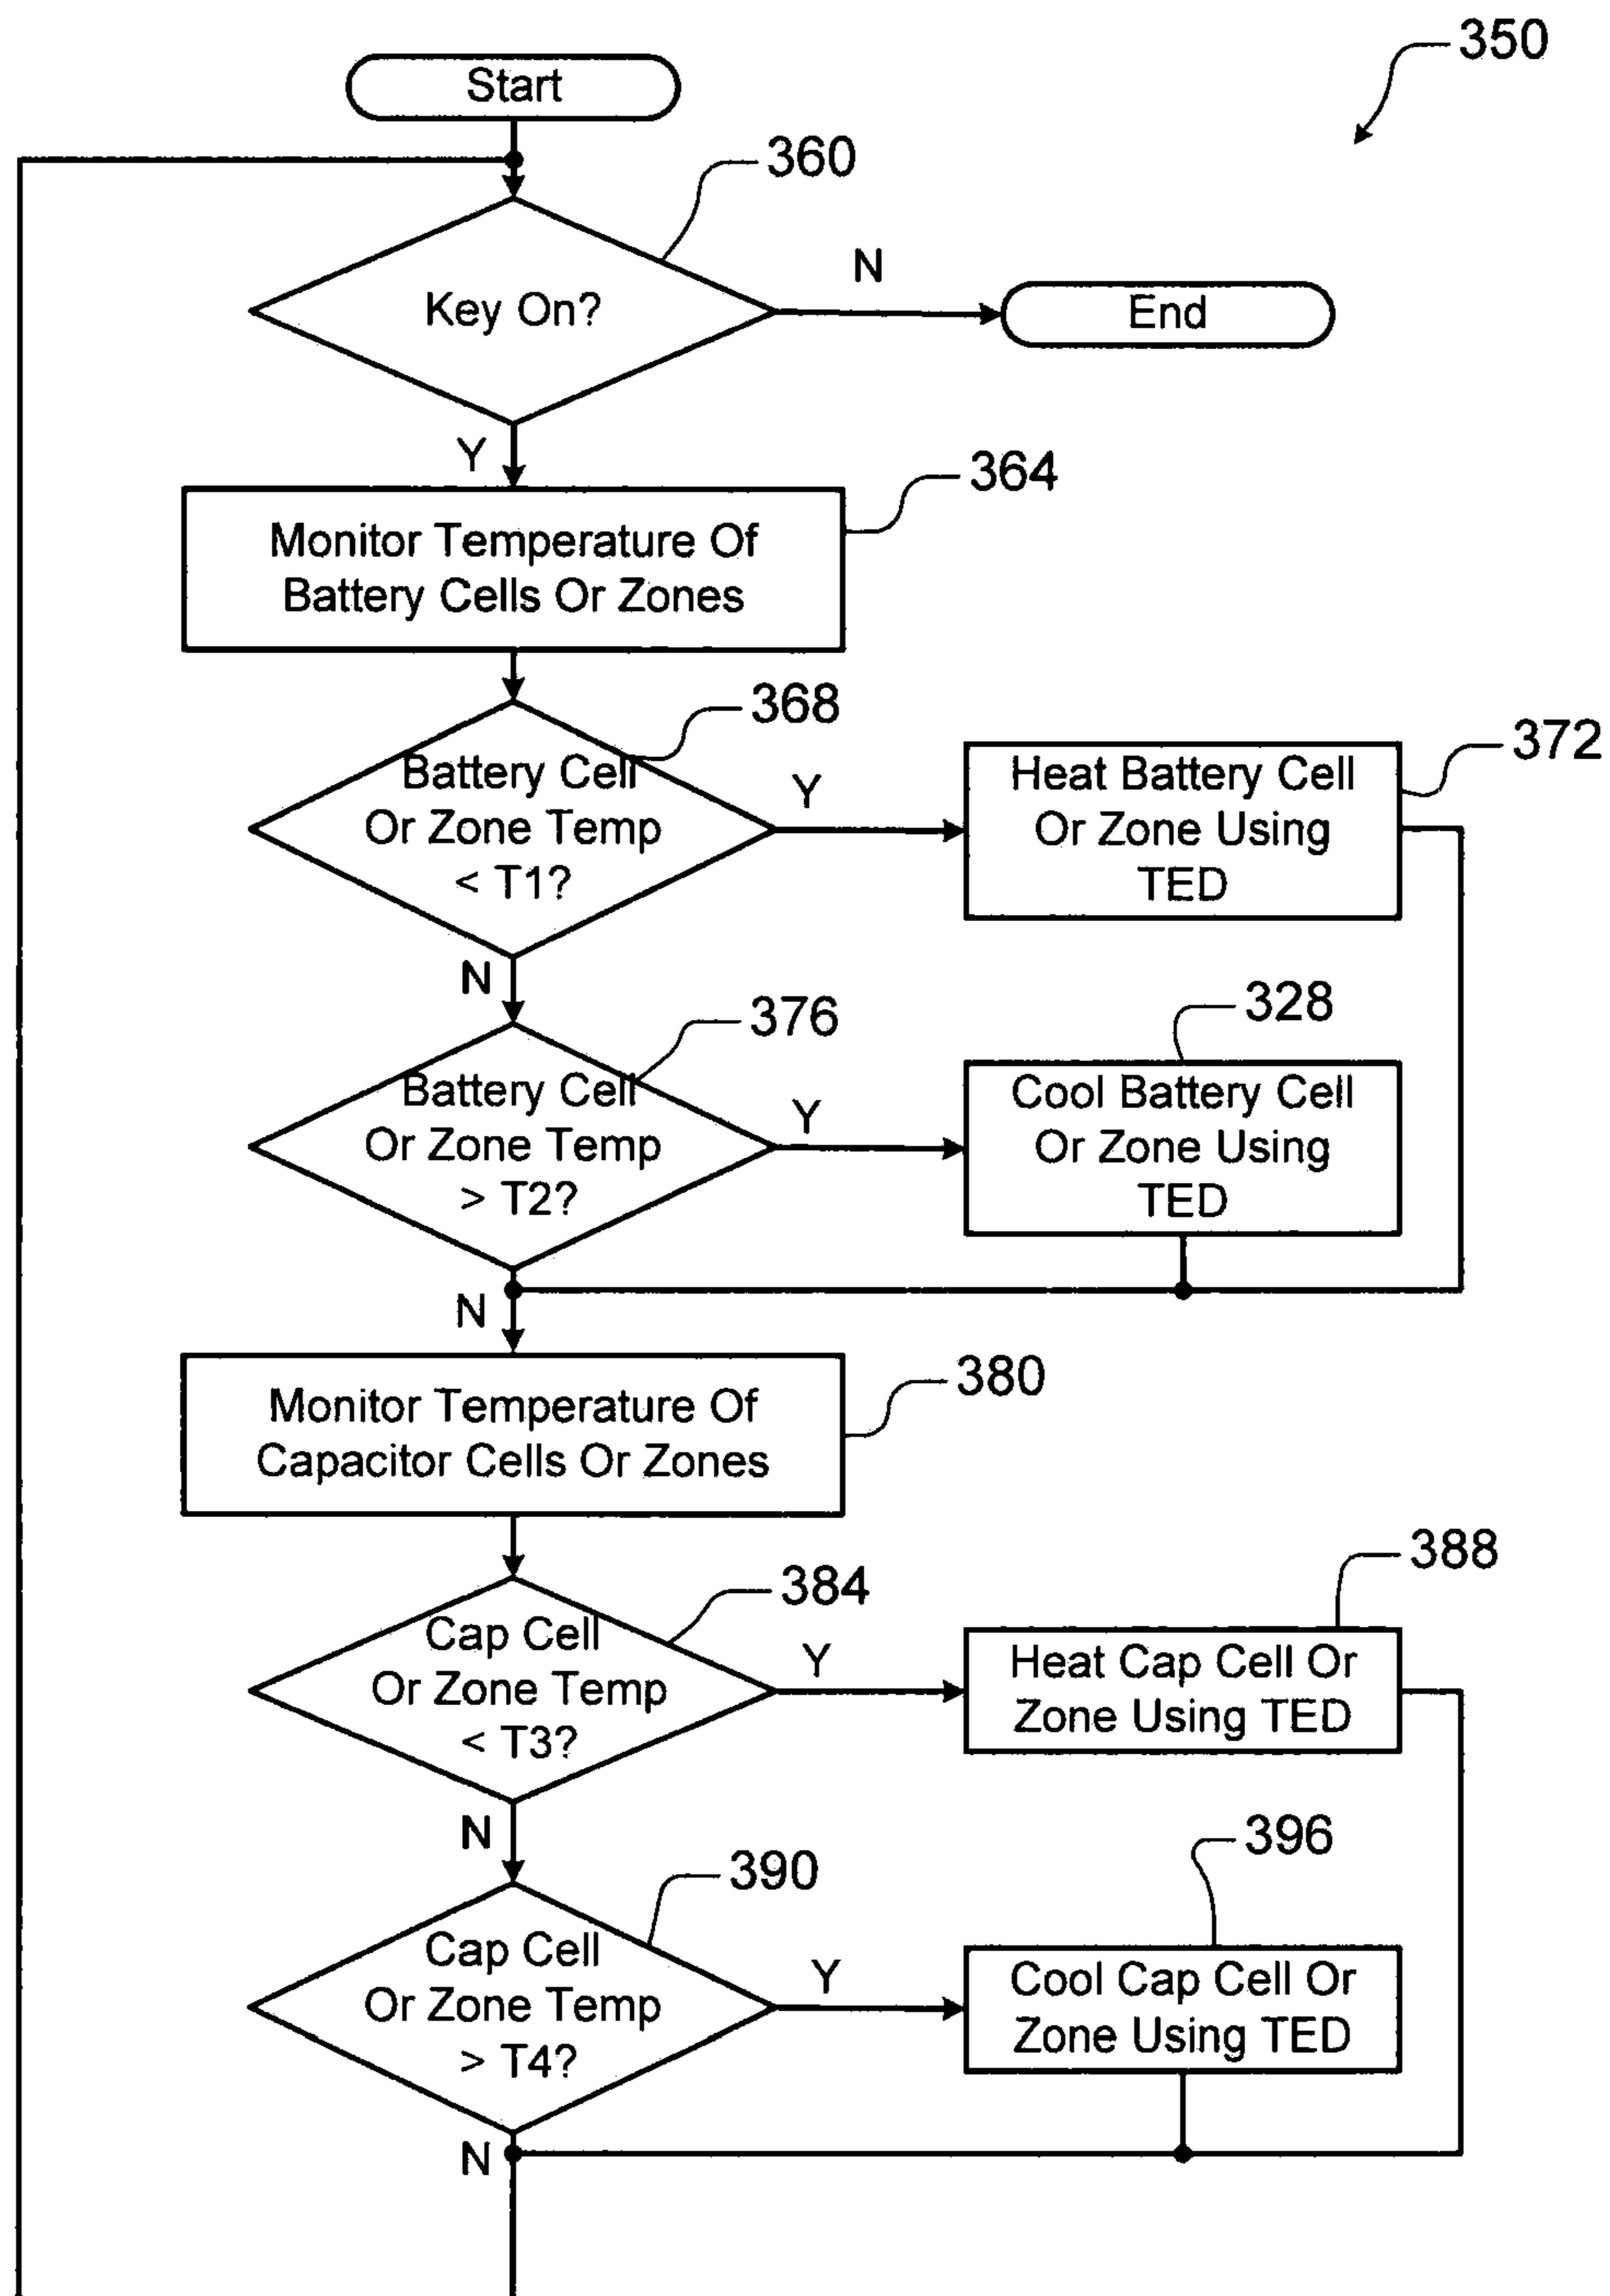 350
Start
360
Key On?
N
End
Y
364
Monitor Temperature Of
Battery Cells Or Zones
368
Battery Cell
Or Zone Temp
< T1?
Y
372
Heat Battery Cell
Or Zone Using
TED
N
376
Battery Cell
Or Zone Temp
> T2?
Y
328
Cool Battery Cell
Or Zone Using
TED
N
380
Monitor Temperature Of
Capacitor Cells Or Zones
384
Cap Cell
Or Zone Temp
< T3?
Y
388
Heat Cap Cell Or
Zone Using TED
N
390
Cap Cell
Or Zone Temp
> T4?
Y
396
Cool Cap Cell Or
Zone Using TED
N